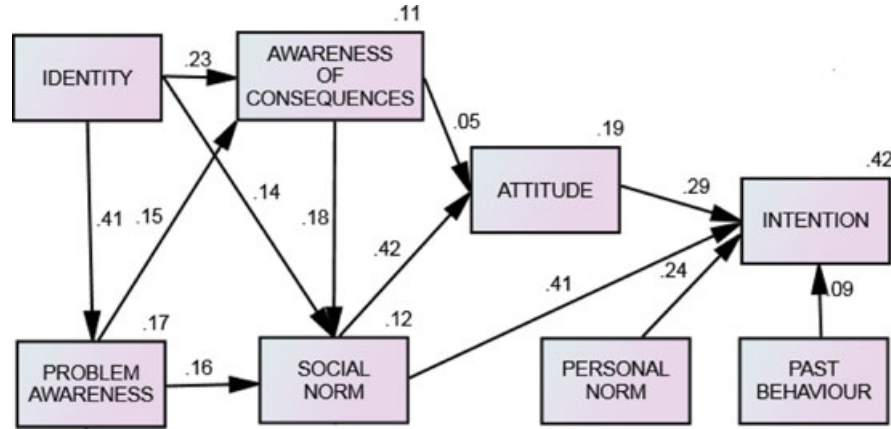 .11
IDENTITY
.23
AWARENESS
OF
CONSEQUENCES
.05
.19
.42
ATTITUDE
.29
INTENTION
.41
.15
.14
.18
.42
.41
.24
.09
.17
.12
PROBLEM
AWARENESS
.16
SOCIAL
NORM
PERSONAL
NORM
PAST
BEHAVIOUR